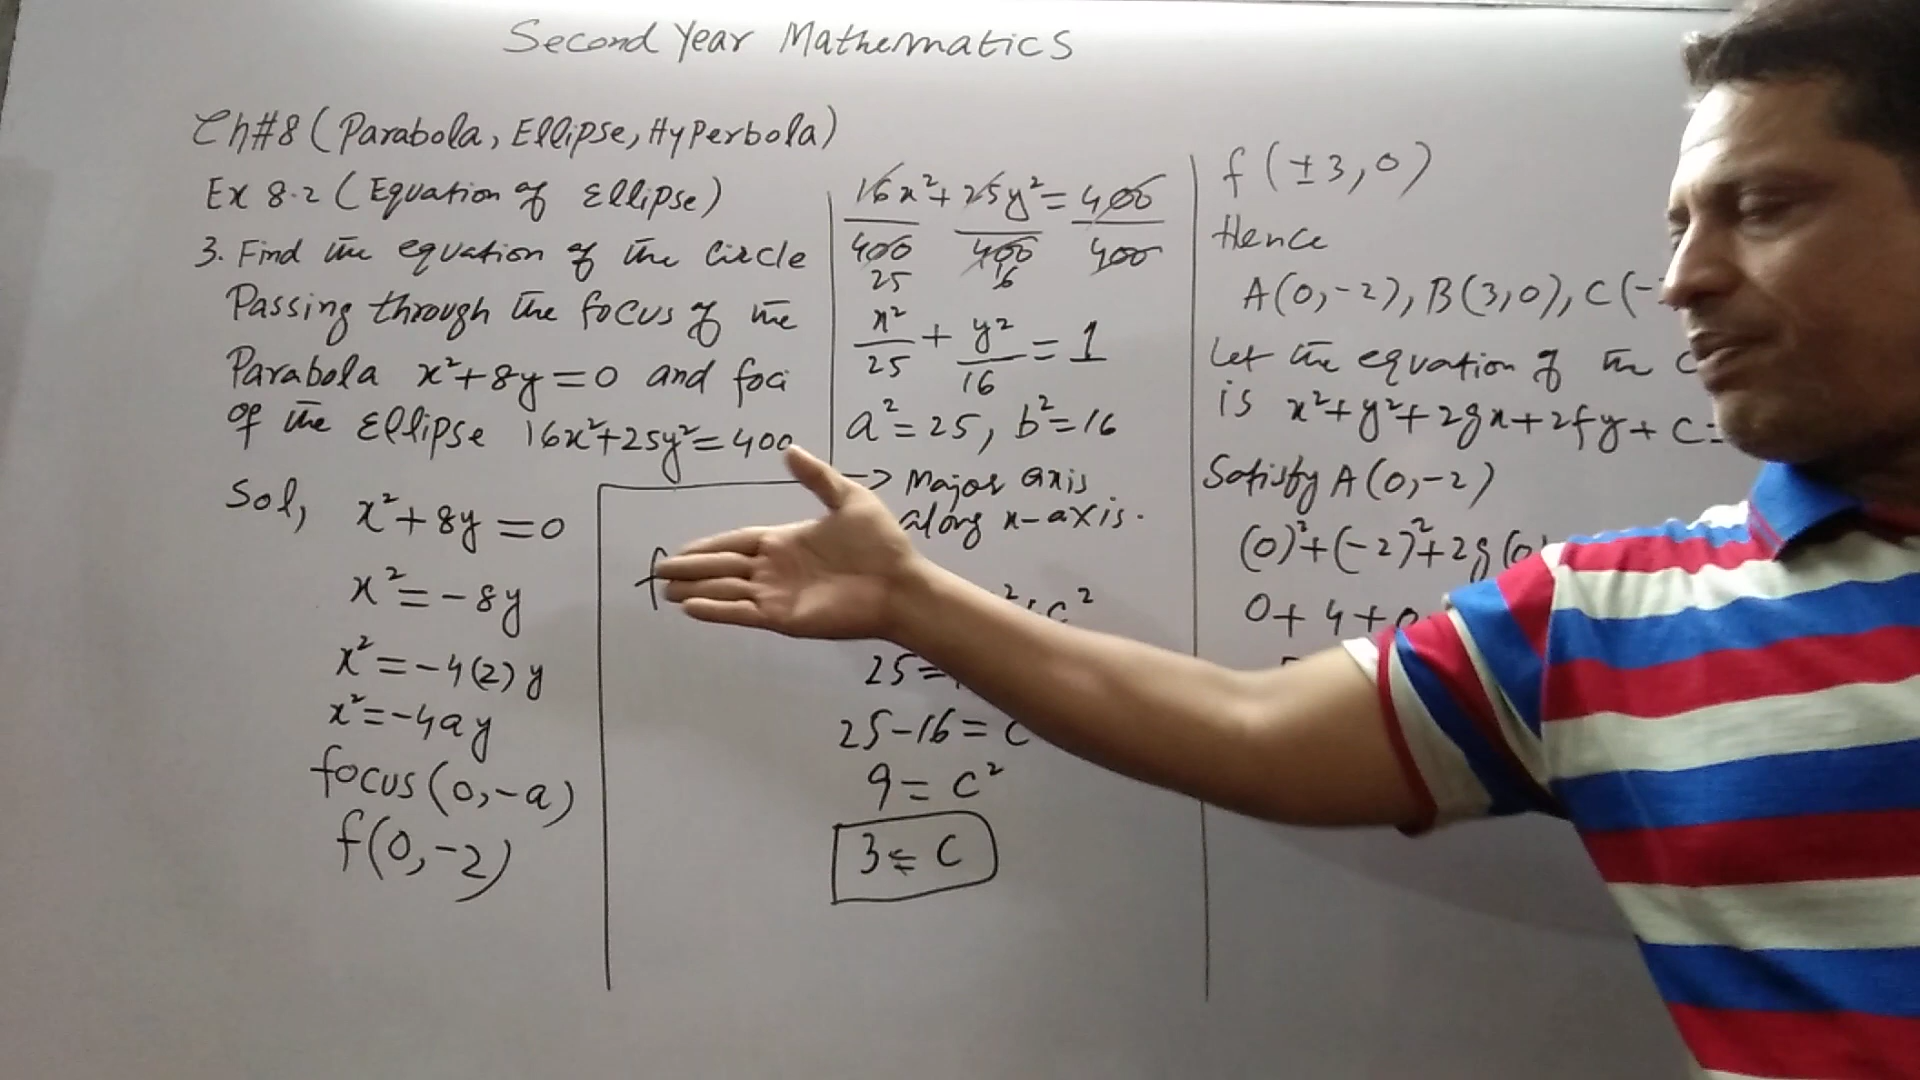 Second Year Mathematics
Ch#8 (Parabola, Ellipse, Hyperbola)
Ex 8.2 (Equation of Ellipse)
3. Find the equation of the Circle
Passing through the focus of the
Parabola x²+8y=0 and foci
of the Ellipse 16x²+25y²=400
Sol, x²+8y=0
x²=-8y
x²=-4(2)y
x²=-4ay
focus(0,-a)
f(0,-2)
f
16x²+25y²=400
400 400 400
25 16
x²/25 + y²/16 = 1
a²=25, b²=16
-> Major axis
along x-axis.
c²
25=
25-16=c
9=c²
3=c
f(±3,0)
Hence
A(0,-2), B(3,0), C(-
Let the equation of the C
is x²+y²+2gx+2fy+c=
Satisfy A(0,-2)
(0)²+(-2)²+2g(0
0+4+0